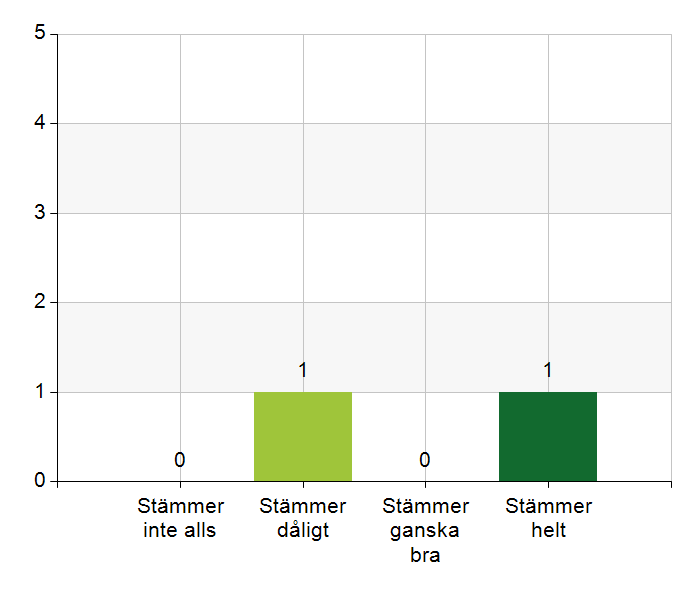 5
4
3
2
1
0
0
1
0
1
Stämmer
inte alls
Stämmer
dåligt
Stämmer
ganska
bra
Stämmer
helt